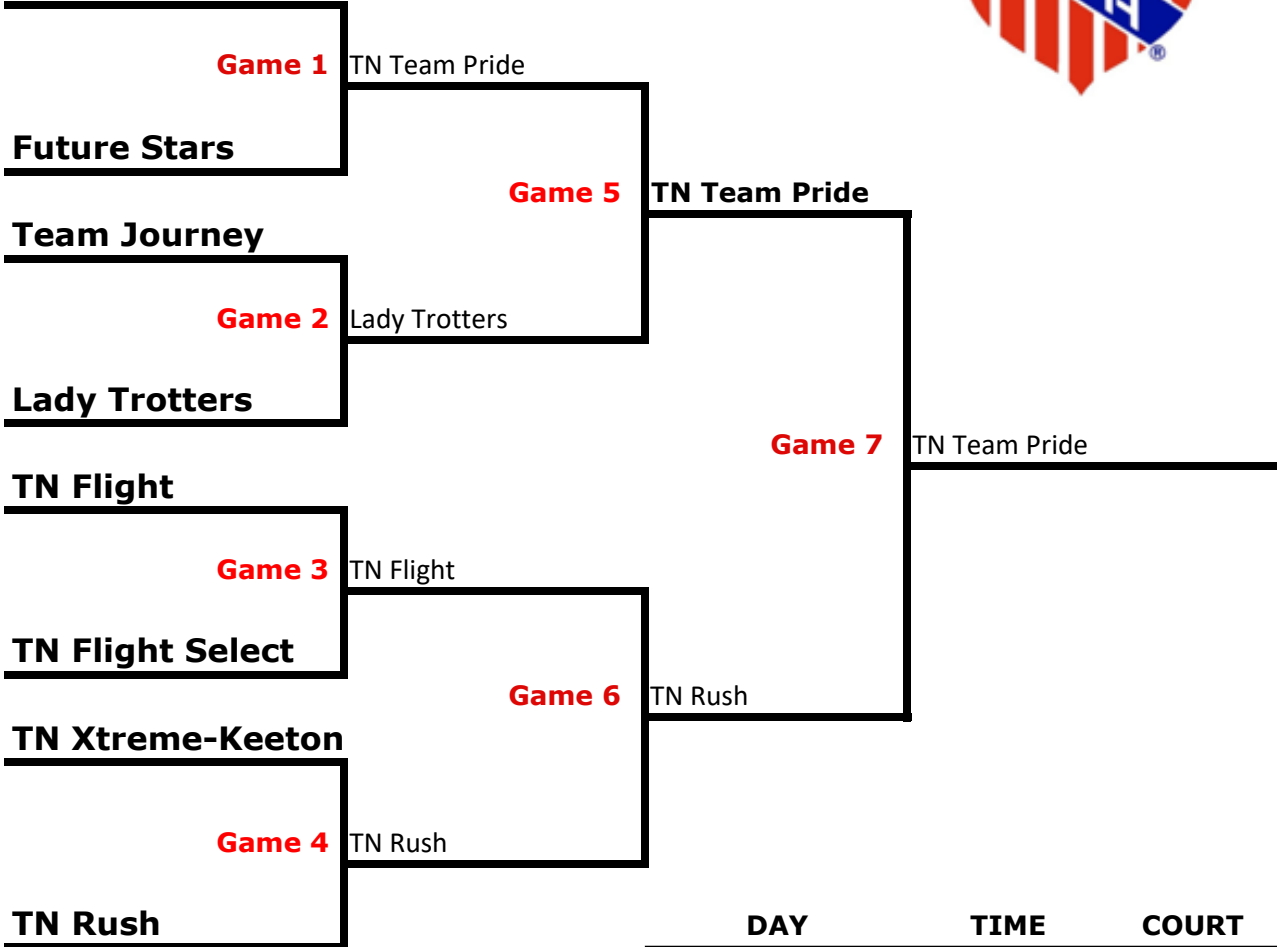 Game 1 TN Team Pride
Future Stars
Game 5 TN Team Pride
Team Journey
Game 2 Lady Trotters
Lady Trotters
Game 7 TN Team Pride
TN Flight
Game 3 TN Flight
TN Flight Select
Game 6 TN Rush
TN Xtreme-Keeton
Game 4 TN Rush
TN Rush
DAY TIME COURT